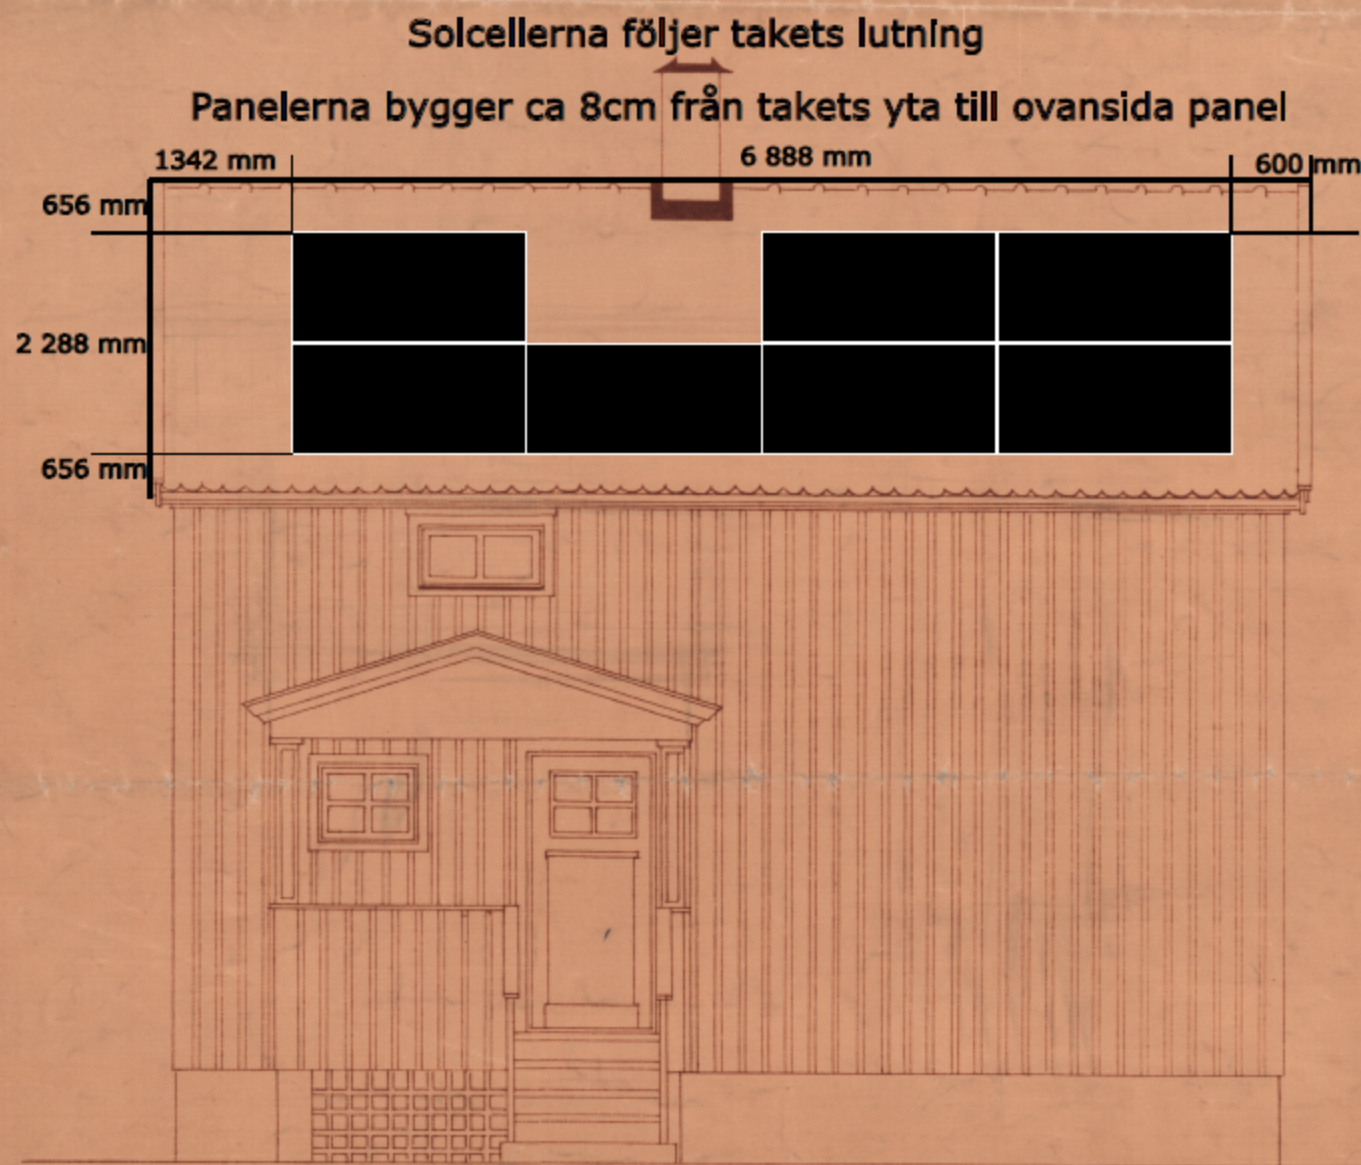 Solcellerna följer takets lutning
Panelerna bygger ca 8cm från takets yta till ovansida panel
1342 mm
6 888 mm
600 mm
656 mm
2 288 mm
656 mm